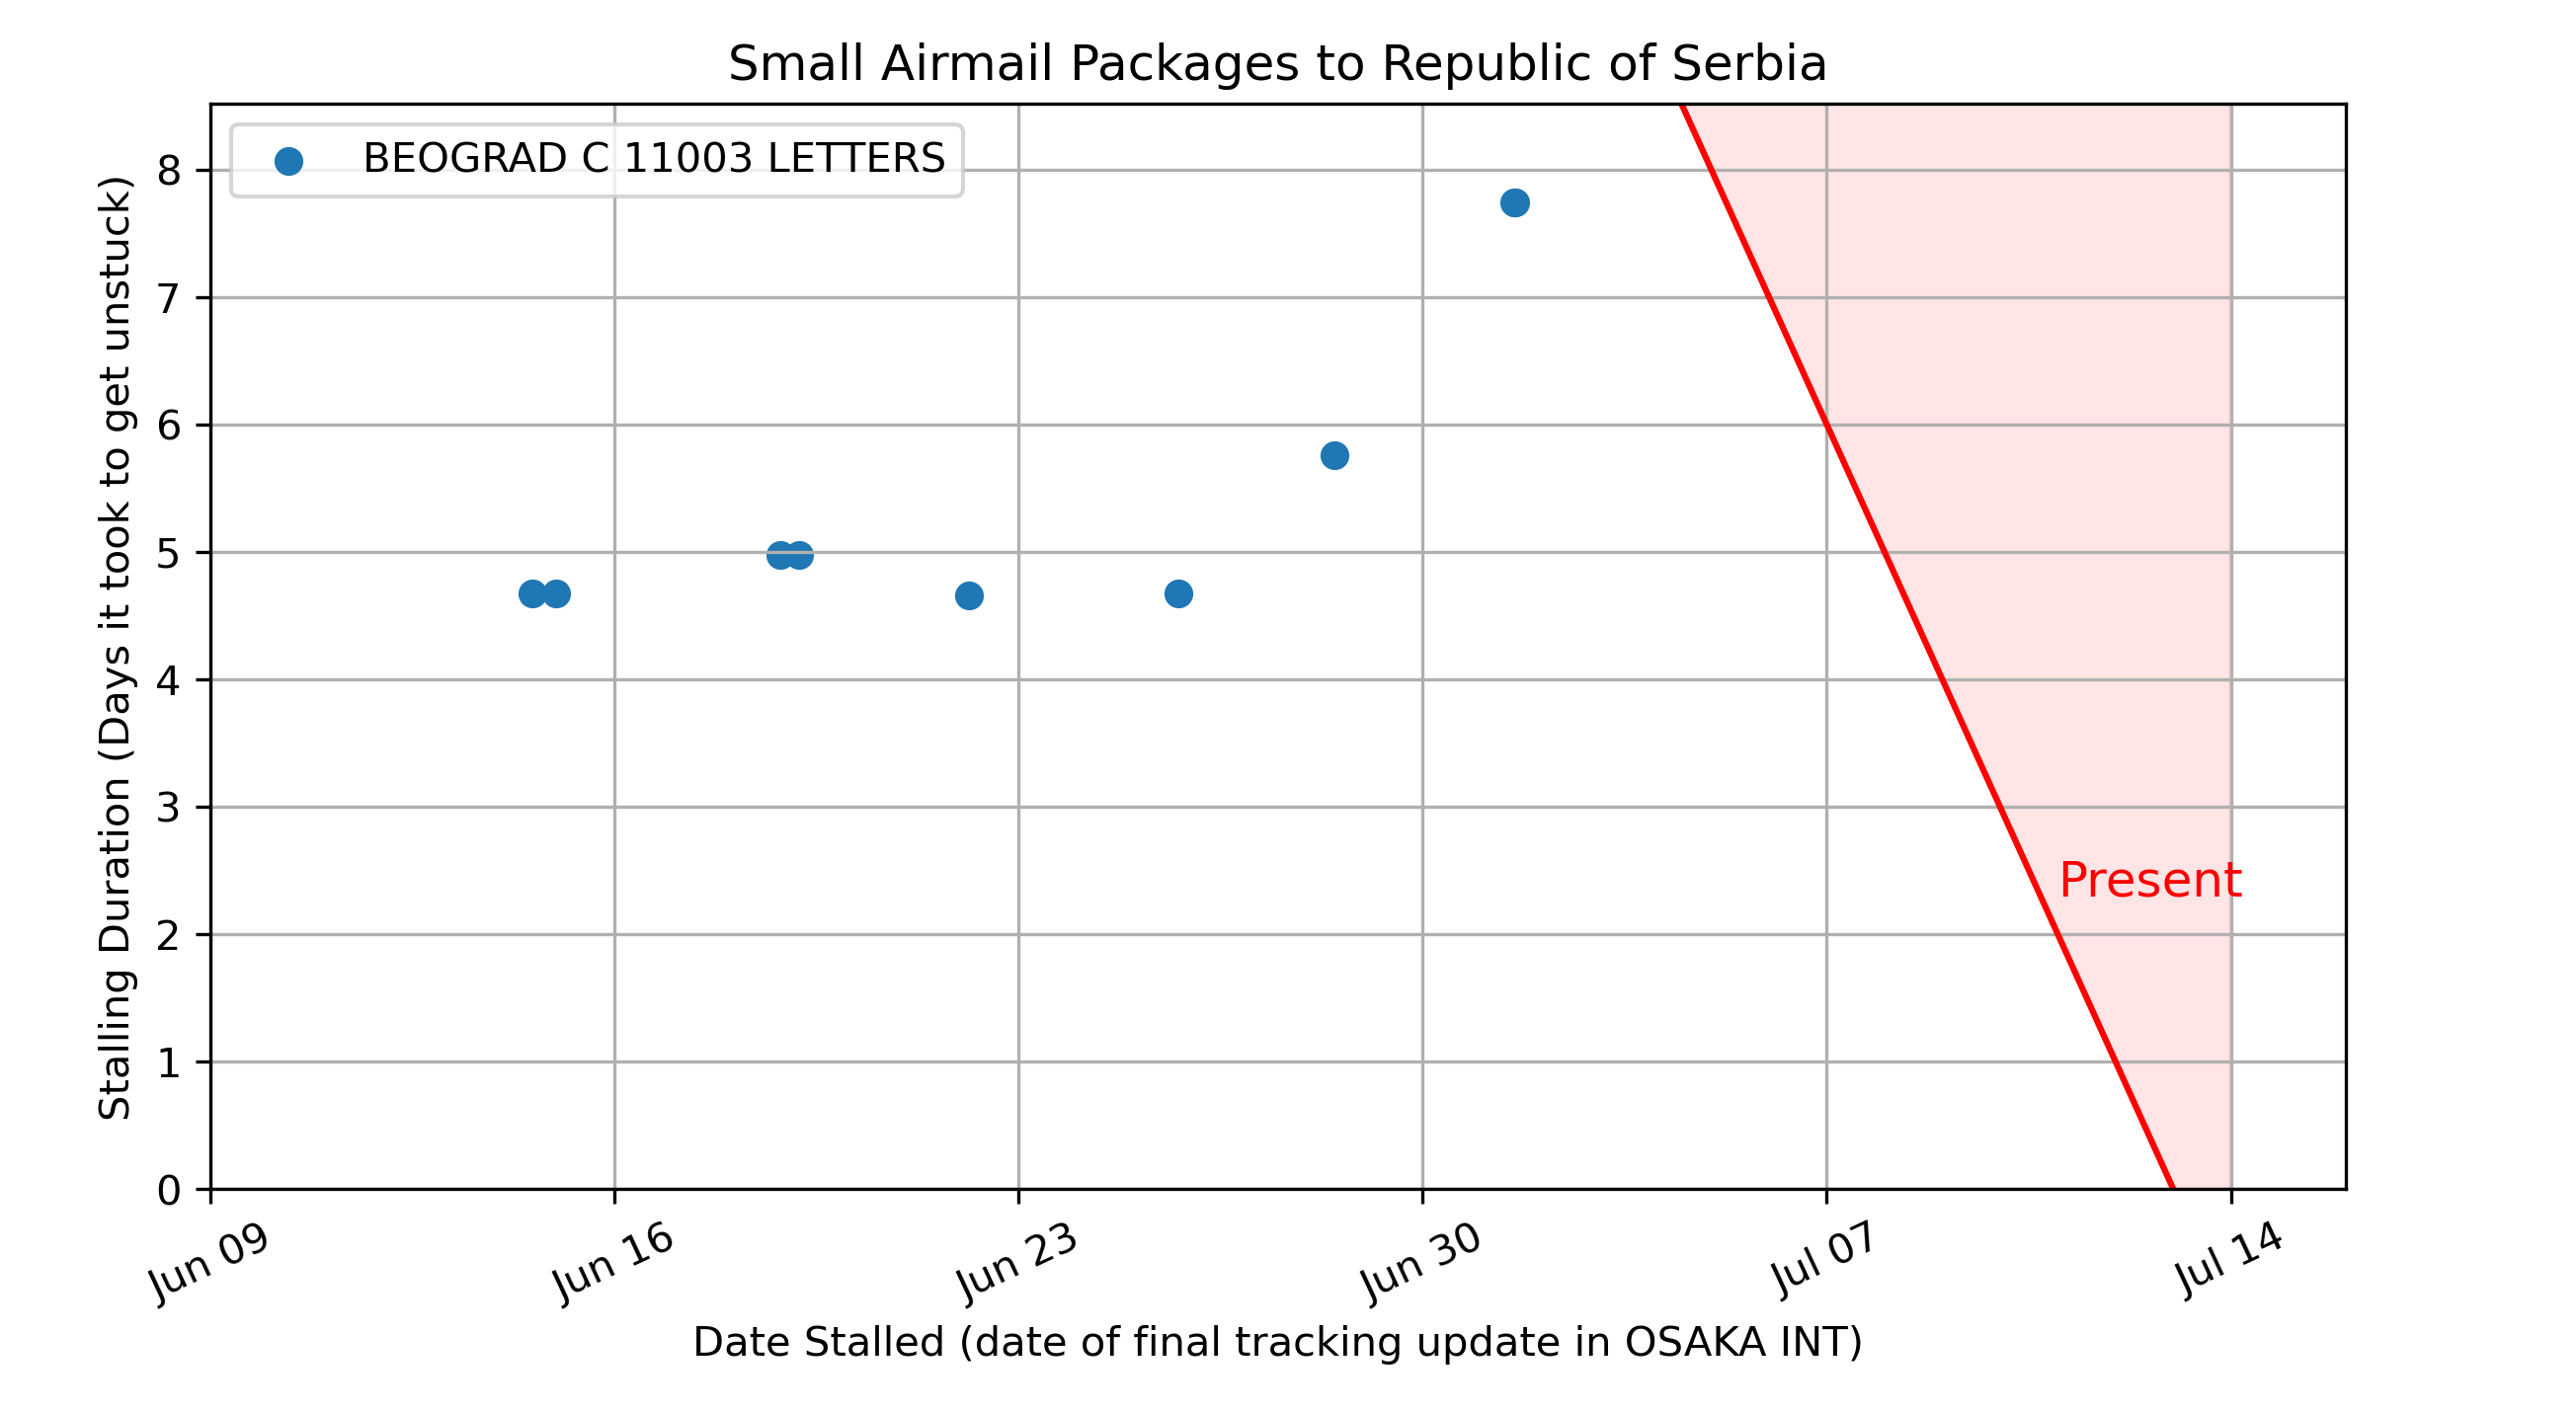 Small Airmail Packages to Republic of Serbia
BEOGRAD C 11003 LETTERS
Stalling Duration (Days it took to get unstuck)
8
7
6
5
4
3
2
1
0
Present
Jun 09
Jun 16
Jun 23
Jun 30
Jul 07
Jul 14
Date Stalled (date of final tracking update in OSAKA INT)